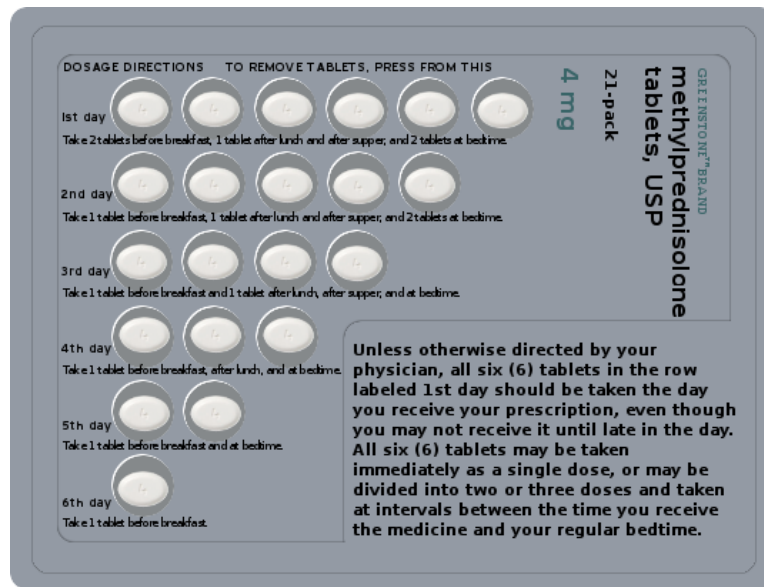 DOSAGE DIRECTIONS TO REMOVE TABLETS, PRESS FROM THIS
1st day
Take 2 tablets before breakfast, 1 tablet after lunch and after supper, and 2 tablets at bedtime.
2nd day
Take 1 tablet before breakfast, 1 tablet after lunch and after supper, and 2 tablets at bedtime.
3rd day
Take 1 tablet before breakfast and 1 tablet after lunch, after supper, and at bedtime.
4th day
Take 1 tablet before breakfast, after lunch, and at bedtime.
5th day
Take 1 tablet before breakfast and at bedtime.
6th day
Take 1 tablet before breakfast.
GREENSTONE™ BRAND
methylprednisolone
tablets, USP
21-pack
4 mg
Unless otherwise directed by your
physician, all six (6) tablets in the row
labeled 1st day should be taken the day
you receive your prescription, even though
you may not receive it until late in the day.
All six (6) tablets may be taken
immediately as a single dose, or may be
divided into two or three doses and taken
at intervals between the time you receive
the medicine and your regular bedtime.